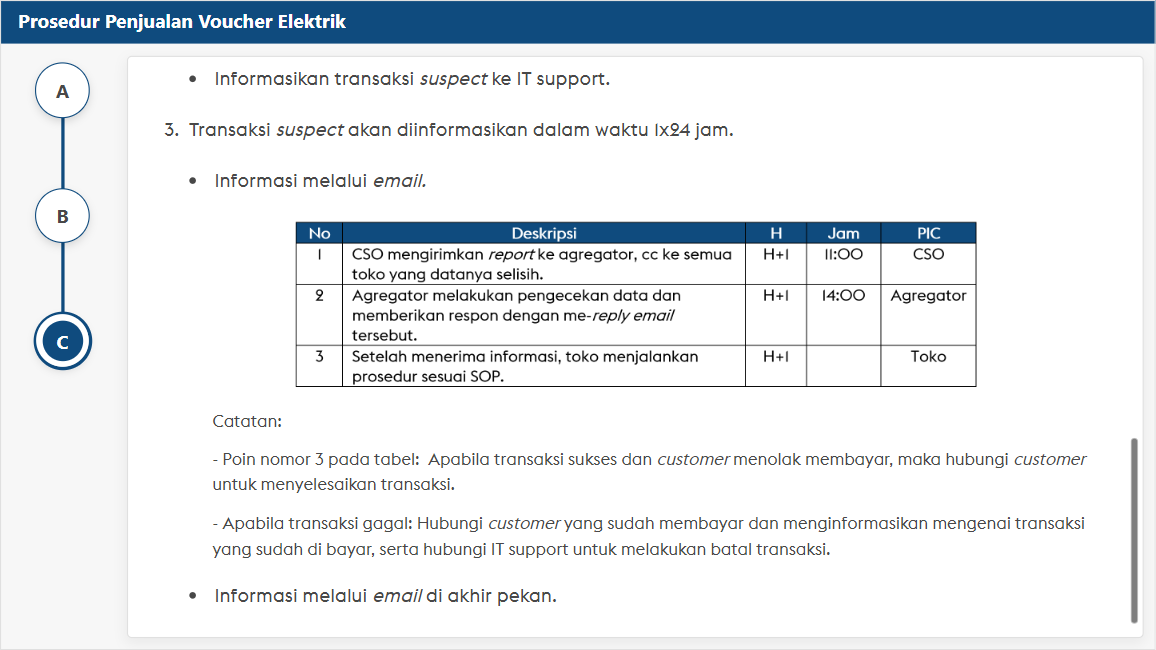 Prosedur Penjualan Voucher Elektrik
A
B
C
• Informasikan transaksi suspect ke IT support.
3. Transaksi suspect akan diinformasikan dalam waktu 1x24 jam.
• Informasi melalui email.
No Deskripsi H Jam PIC
1 CSO mengirimkan report ke agregator, cc ke semua H+1 11:00 CSO
toko yang datanya selisih.
2 Agregator melakukan pengecekan data dan H+1 14:00 Agregator
memberikan respon dengan me-reply email
tersebut.
3 Setelah menerima informasi, toko menjalankan H+1 Toko
prosedur sesuai SOP.
Catatan:
- Poin nomor 3 pada tabel: Apabila transaksi sukses dan customer menolak membayar, maka hubungi customer
untuk menyelesaikan transaksi.
- Apabila transaksi gagal: Hubungi customer yang sudah membayar dan menginformasikan mengenai transaksi
yang sudah di bayar, serta hubungi IT support untuk melakukan batal transaksi.
• Informasi melalui email di akhir pekan.